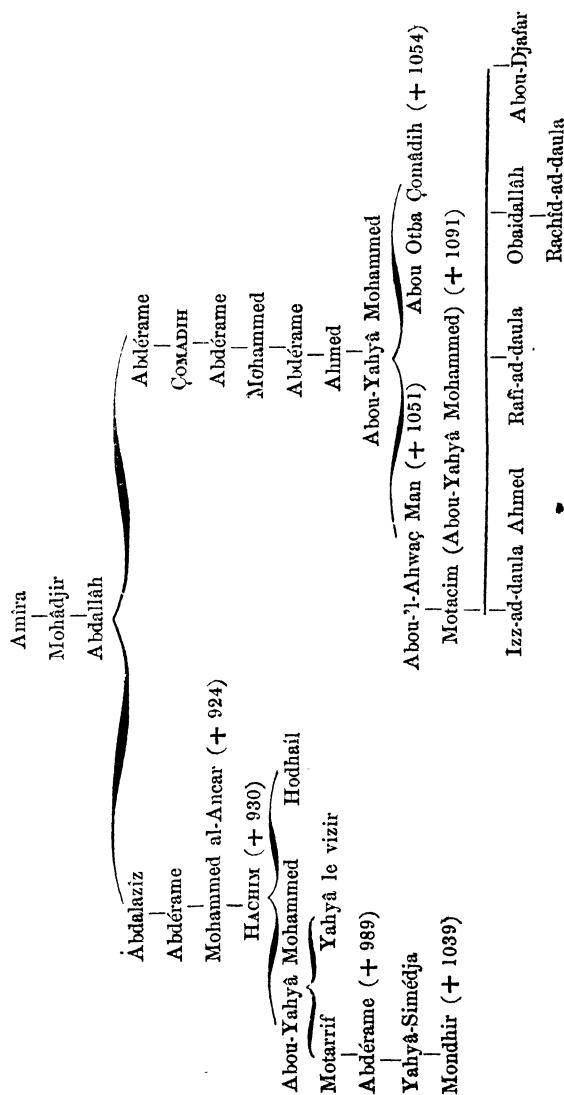 Amîra
Mohâdjir
Abdallâh
Abdalaziz
Abdérame
Mohammed al-Ancar (+ 924)
HACHIM (+ 930)
Abou-Yahyâ Mohammed Hodhail
Motarrif Yahyâ le vizir
Abdérame (+ 989)
Yahyâ-Simédja
Mondhir (+ 1039)
Abdérame
ÇOMADIH
Abdérame
Mohammed
Abdérame
Ahmed
Abou-Yahyâ Mohammed
Abou-'l-Ahwaç Man (+ 1051) Abou Otba Çomâdih (+ 1054)
Motacim (Abou-Yahyâ Mohammed) (+ 1091)
Izz-ad-daula Ahmed Rafi-ad-daula Obaidallâh Abou-Djafar
Rachîd-ad-daula